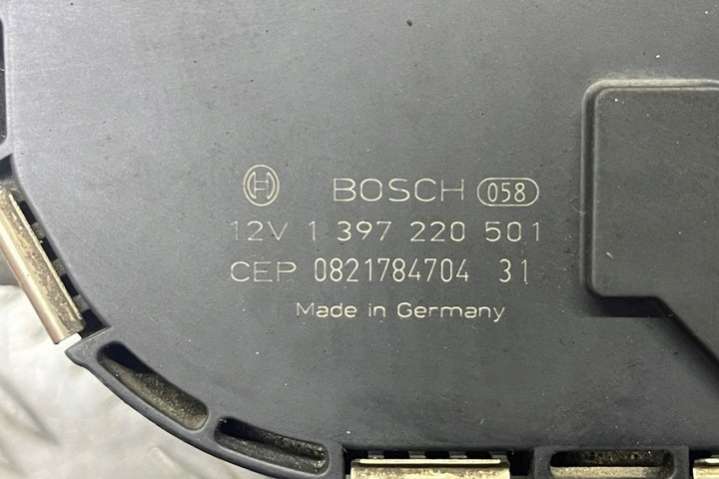 BOSCH 058
12V 1 397 220 501
CEP 0821784704 31
Made in Germany